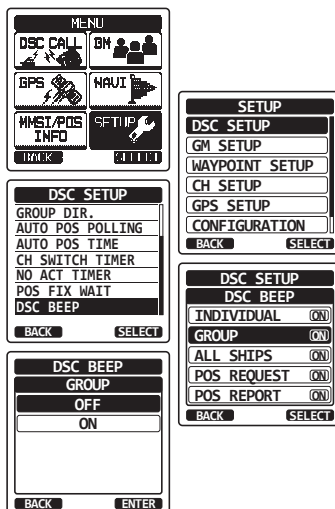 MENU
DSC CALL GM
GPS NAVI
MMSI/POS INFO SETUP
BACK SELECT
SETUP
DSC SETUP
GM SETUP
WAYPOINT SETUP
CH SETUP
GPS SETUP
CONFIGURATION
BACK SELECT
DSC SETUP
GROUP DIR.
AUTO POS POLLING
AUTO POS TIME
CH SWITCH TIMER
NO ACT TIMER
POS FIX WAIT
DSC BEEP
BACK SELECT
DSC SETUP
DSC BEEP
INDIVIDUAL ON
GROUP ON
ALL SHIPS ON
POS REQUEST ON
POS REPORT ON
BACK SELECT
DSC BEEP
GROUP
OFF
ON
BACK ENTER